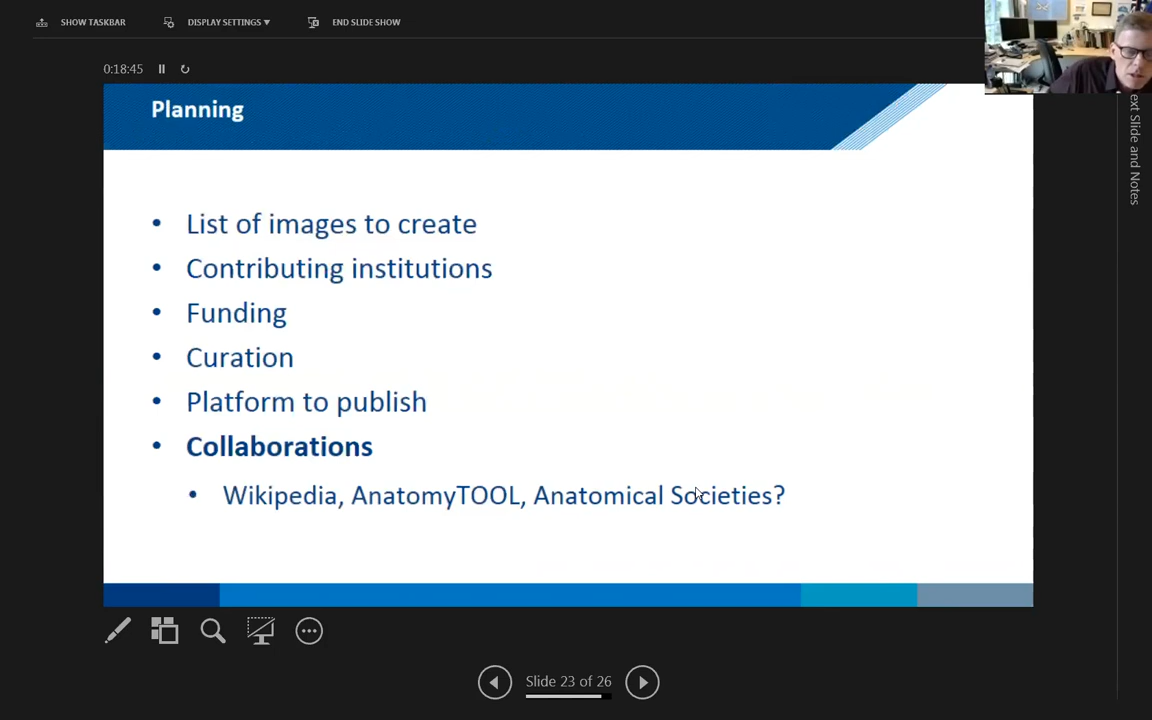 SHOW TASKBAR
DISPLAY SETTINGS ▾
END SLIDE SHOW
0:18:45
Planning
• List of images to create
• Contributing institutions
• Funding
• Curation
• Platform to publish
• Collaborations
• Wikipedia, AnatomyTOOL, Anatomical Societies?
Slide 23 of 26
ext Slide and Notes